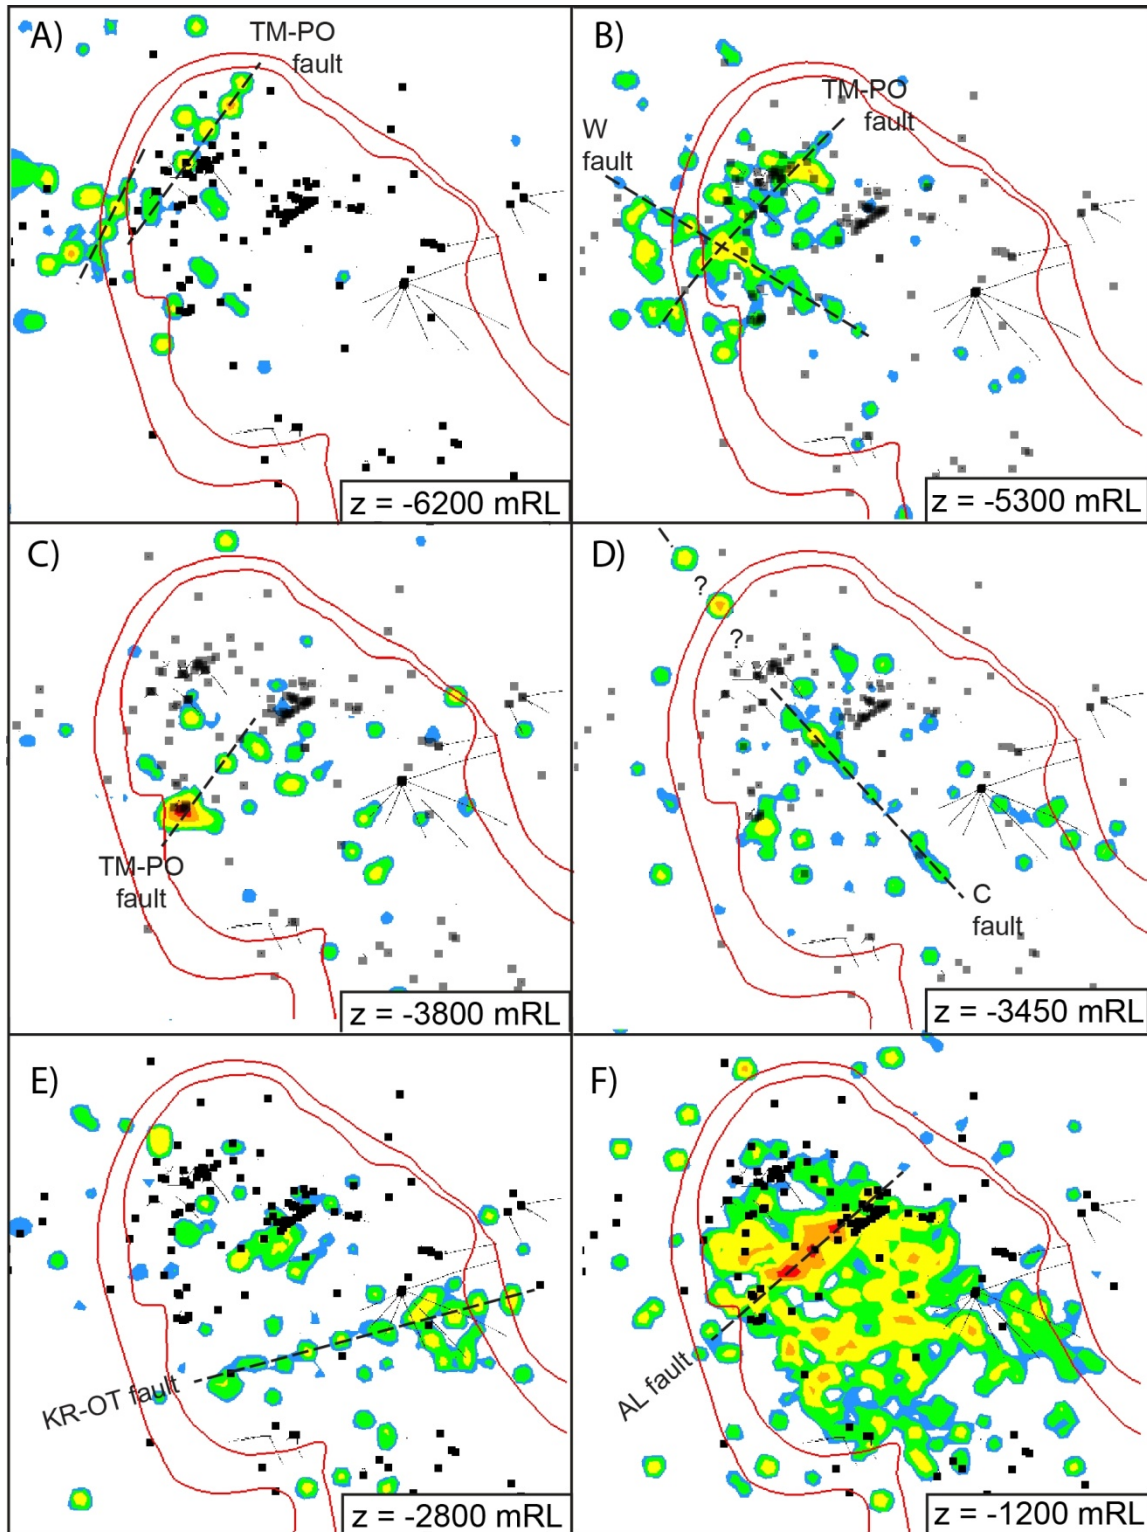 A)
TM-PO
fault
z = -6200 mRL
B)
TM-PO
fault
W
fault
z = -5300 mRL
C)
TM-PO
fault
z = -3800 mRL
D)
?
?
C
fault
z = -3450 mRL
E)
KR-OT fault
z = -2800 mRL
F)
AL fault
z = -1200 mRL